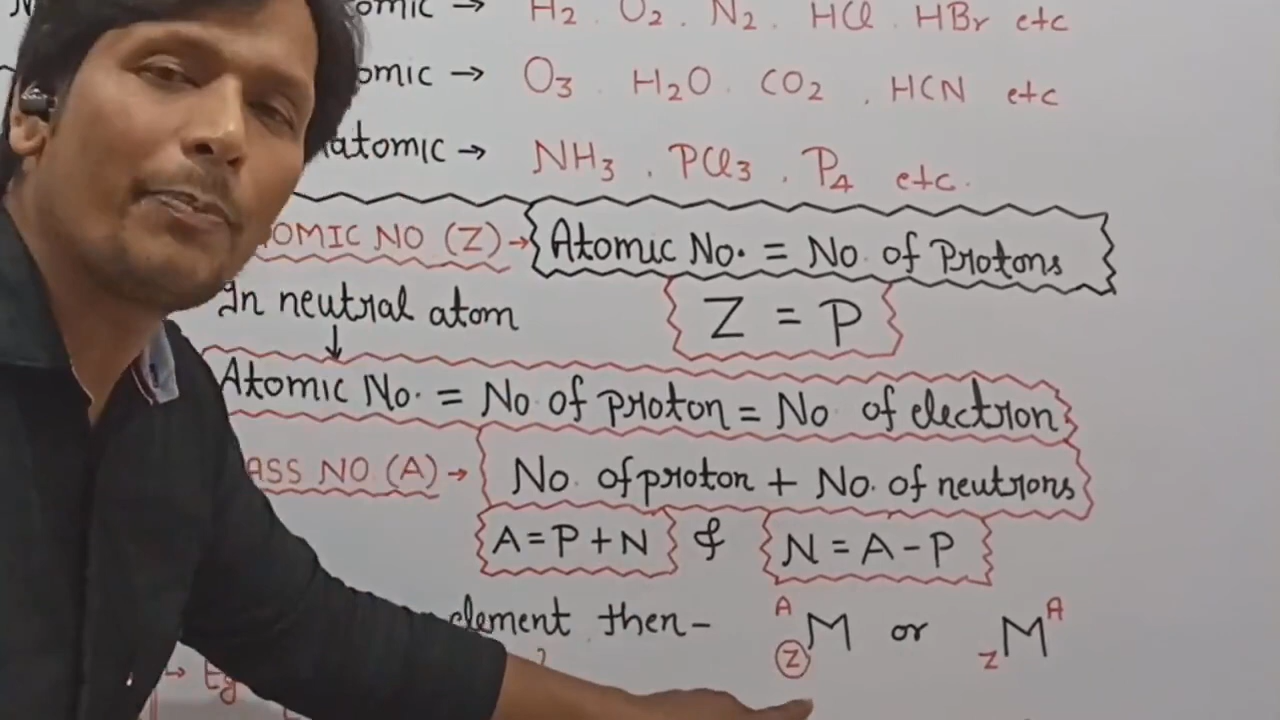 omic → H2 . O2 . N2 . HCl . HBr etc
omic → O3 H2O CO2 , HCN etc
atomic → NH3 . PCl3 . P4 etc.
OMIC NO (Z) → Atomic No. = No. of Protons
In neutral atom Z = P
↓
Atomic No. = No. of proton = No. of electron
ASS NO (A) → No. of proton + No. of neutrons
A = P + N & N = A - P
element then - A Z M or Z M A
→ Eg